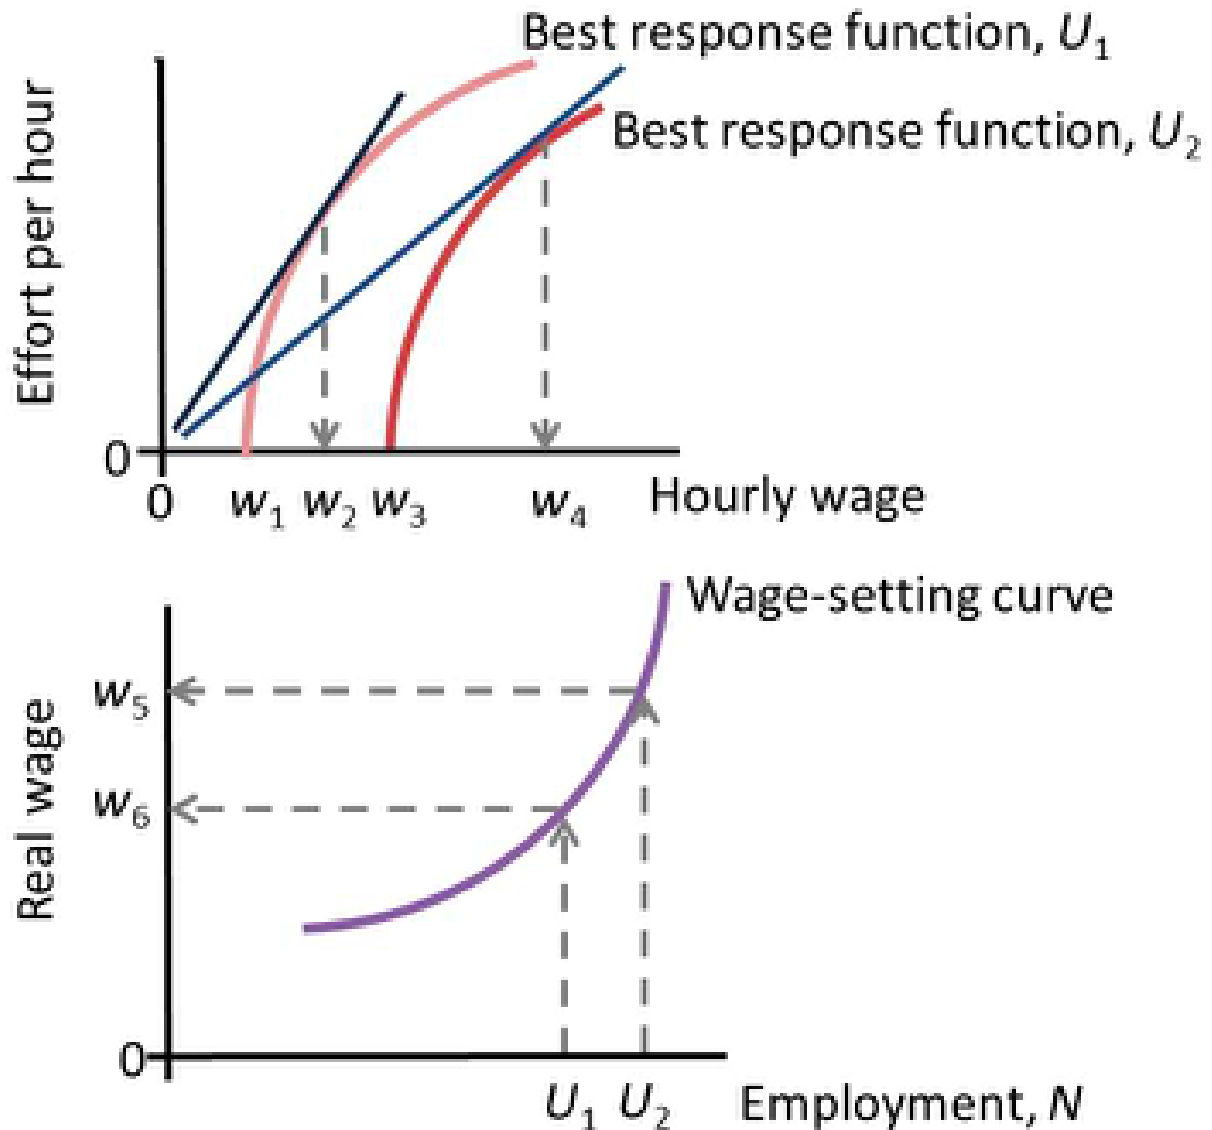 Best response function, U₁
Best response function, U₂
Effort per hour
0
0 w₁ w₂ w₃ w₄ Hourly wage
Wage-setting curve
w₅
w₆
Real wage
0
U₁ U₂ Employment, N